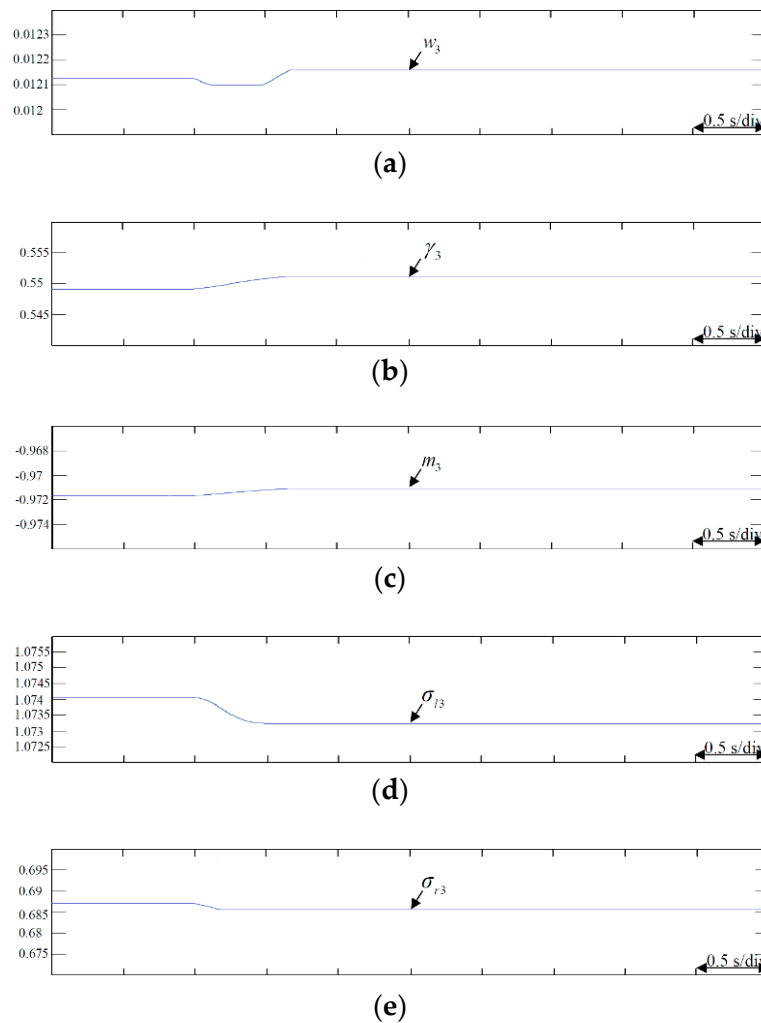 0.0123
0.0122
0.0121
0.012
w3
0.5 s/div
(a)
0.555
0.55
0.545
γ3
0.5 s/div
(b)
-0.968
-0.97
-0.972
-0.974
m3
0.5 s/div
(c)
1.0755
1.075
1.0745
1.074
1.0735
1.073
1.0725
σl3
0.5 s/div
(d)
0.695
0.69
0.685
0.68
0.675
σr3
0.5 s/div
(e)